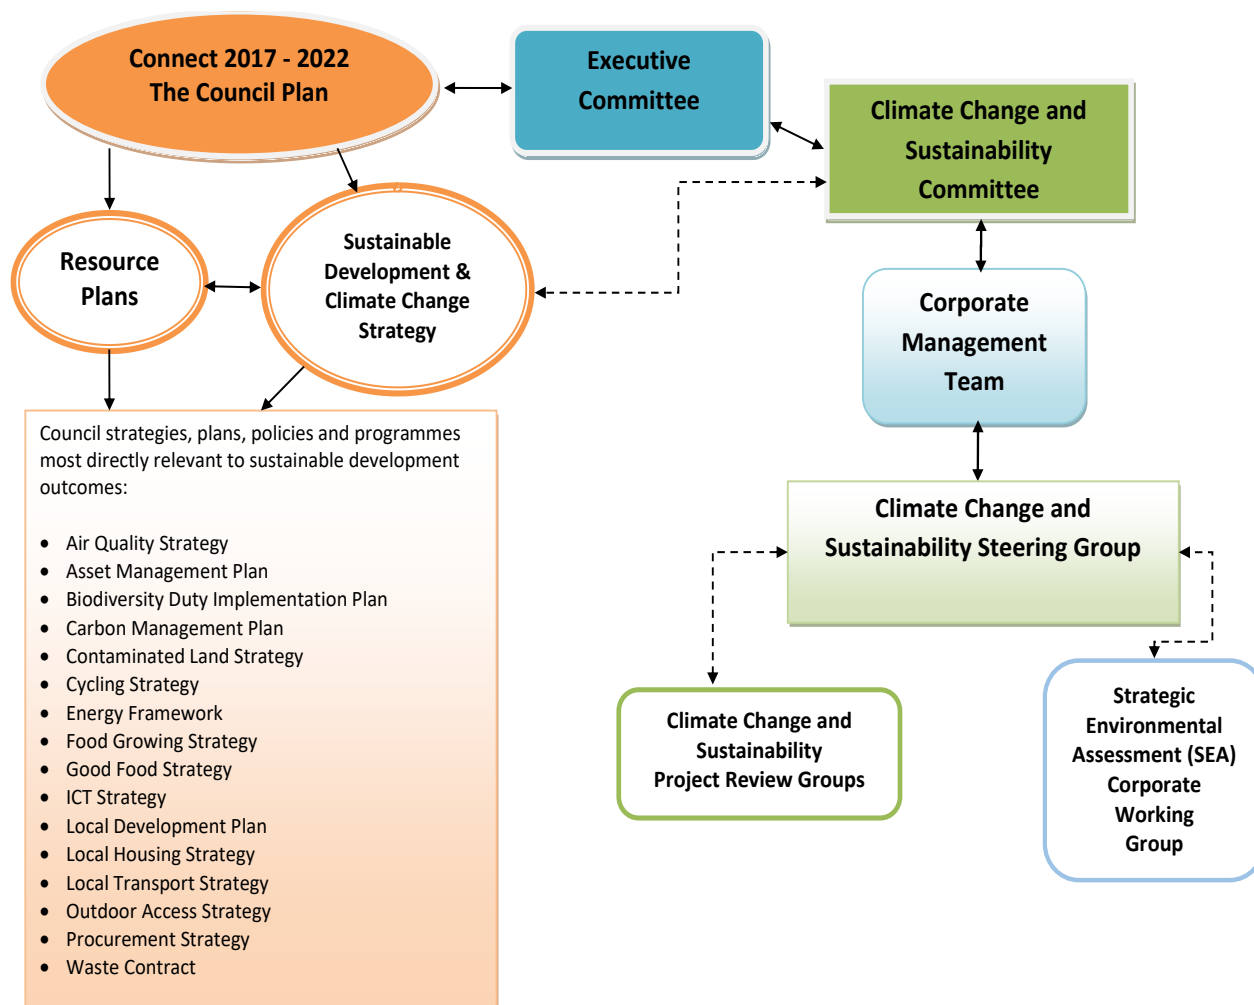 Connect 2017 - 2022
The Council Plan
Executive
Committee
Climate Change and
Sustainability
Committee
Resource
Plans
Sustainable
Development &
Climate Change
Strategy
Corporate
Management
Team
Council strategies, plans, policies and programmes
most directly relevant to sustainable development
outcomes:
• Air Quality Strategy
• Asset Management Plan
• Biodiversity Duty Implementation Plan
• Carbon Management Plan
• Contaminated Land Strategy
• Cycling Strategy
• Energy Framework
• Food Growing Strategy
• Good Food Strategy
• ICT Strategy
• Local Development Plan
• Local Housing Strategy
• Local Transport Strategy
• Outdoor Access Strategy
• Procurement Strategy
• Waste Contract
Climate Change and
Sustainability Steering Group
Climate Change and
Sustainability
Project Review Groups
Strategic
Environmental
Assessment (SEA)
Corporate
Working
Group